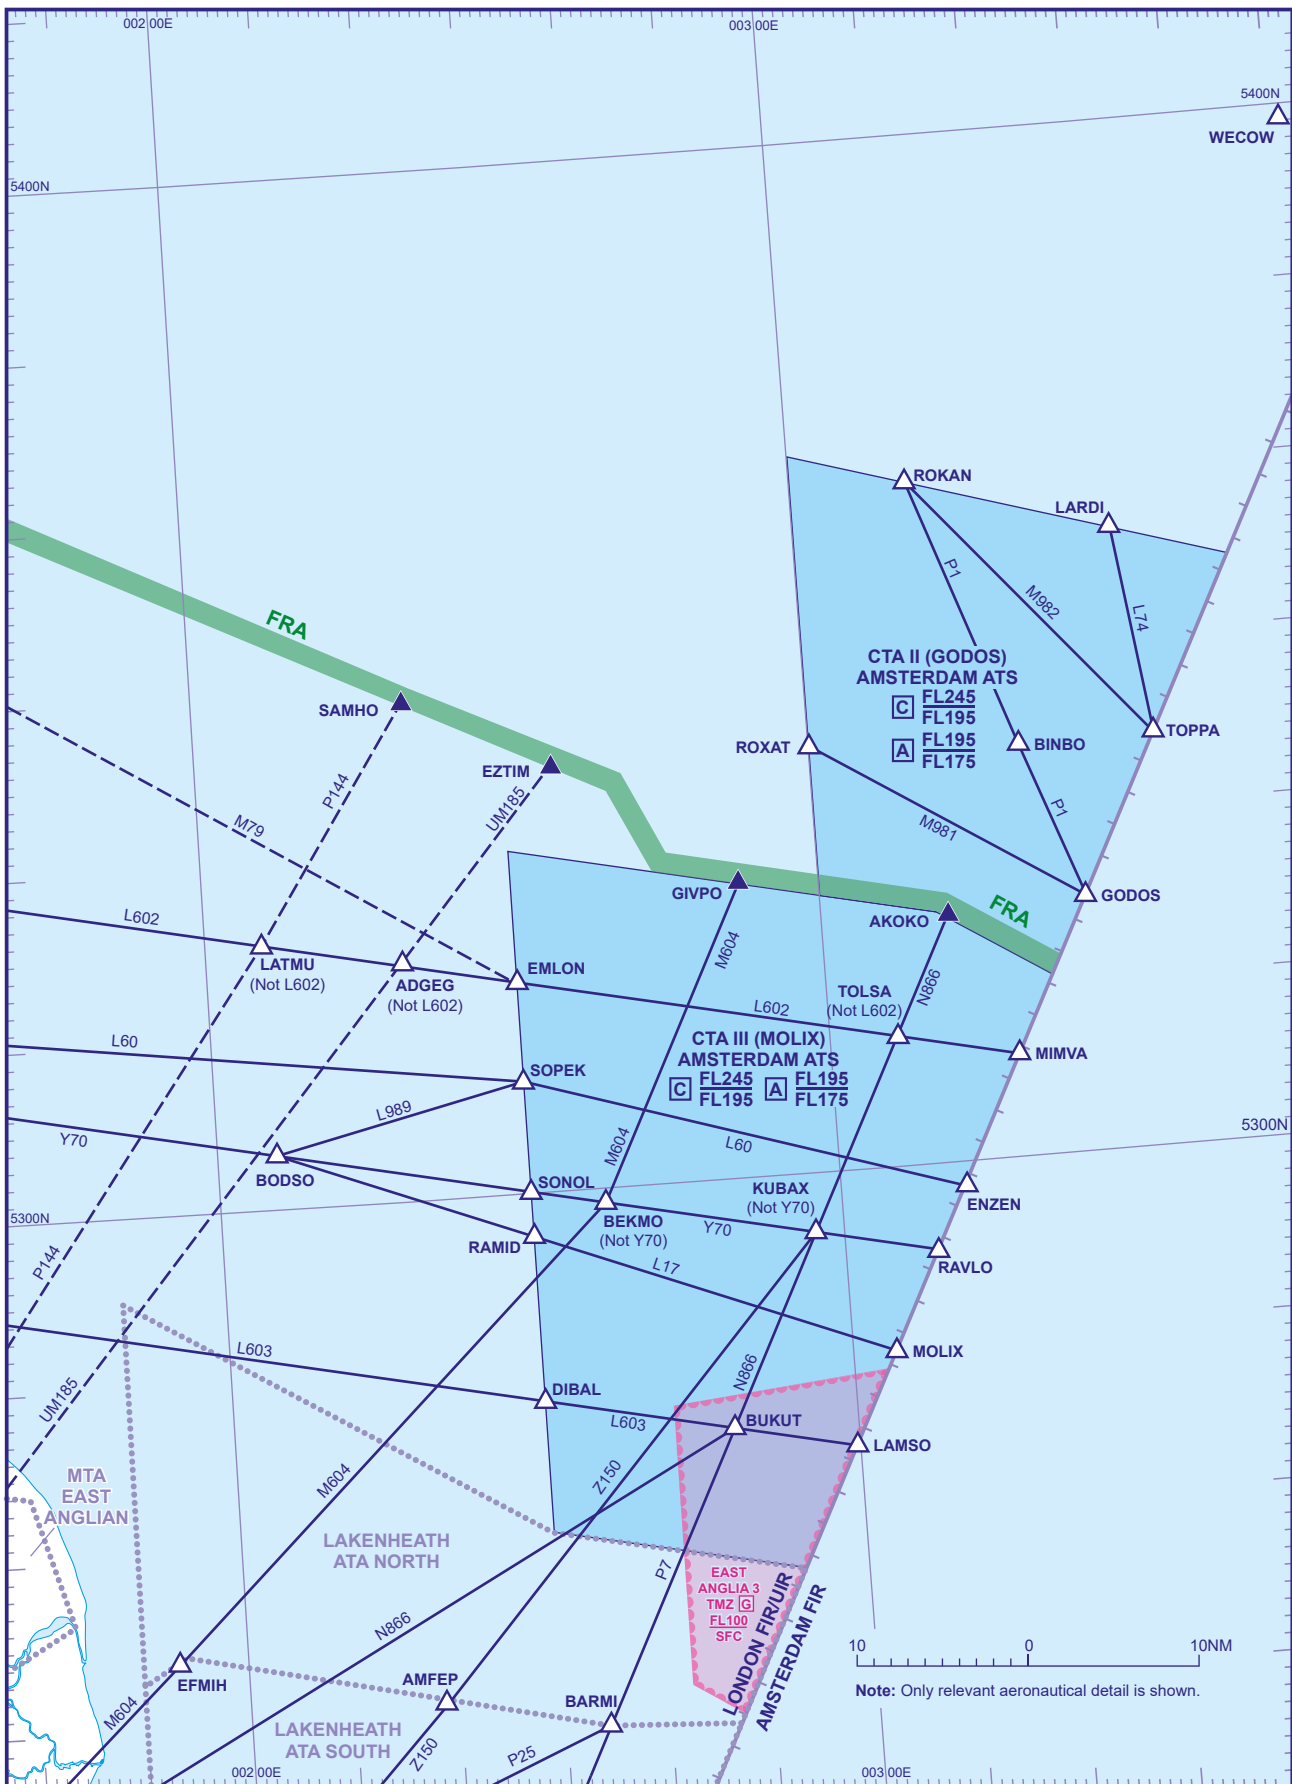 002 00E
003 00E
5400N
WECOW
5400N
ROKAN
LARDI
P1
M982
L74
FRA
CTA II (GODOS)
AMSTERDAM ATS
C FL245
FL195
A FL195
FL175
SAMHO
TOPPA
BINBO
ROXAT
EZTIM
P144
UM185
P1
M79
M981
GIVPO
GODOS
FRA
AKOKO
L602
M604
LATMU
(Not L602)
ADGEG
(Not L602)
EMLON
N866
TOLSA
(Not L602)
L602
L60
CTA III (MOLIX)
AMSTERDAM ATS
C FL245 A FL195
FL195 FL175
MIMVA
SOPEK
L989
5300N
Y70
M604
L60
BODSO
SONOL
KUBAX
(Not Y70)
ENZEN
5300N
BEKMO
(Not Y70)
Y70
RAMID
P144
L17
RAVLO
L603
MOLIX
N866
UM185
DIBAL
L603
BUKUT
LAMSO
MTA
EAST
ANGLIAN
M604
Z150
LAKENHEATH
ATA NORTH
P7
EAST
ANGLIA 3
TMZ G
FL100
SFC
LONDON FIR/UIR
AMSTERDAM FIR
N866
10 0 10NM
Note: Only relevant aeronautical detail is shown.
EFMIH
AMFEP
BARMI
M604
LAKENHEATH
ATA SOUTH
Z150
P25
002 00E
003 00E